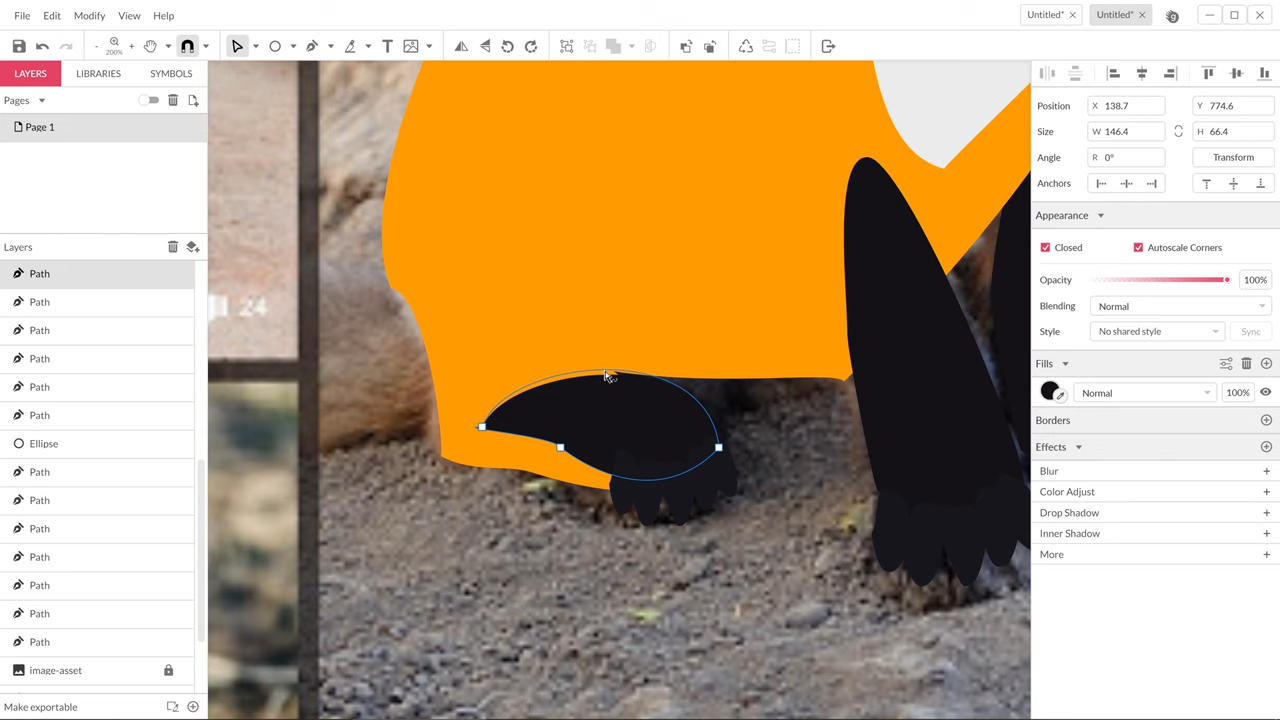 File Edit Modify View Help
Untitled* Untitled*
- 200% + T
LAYERS LIBRARIES SYMBOLS
Pages
Page 1
Layers
Path
Path
Path
Path
Path
Path
Ellipse
Path
Path
Path
Path
Path
Path
Path
image-asset
Make exportable
24
Position X 138.7 Y 774.6
Size W 146.4 H 66.4
Angle R 0° Transform
Anchors
Appearance
Closed Autoscale Corners
Opacity 100%
Blending Normal
Style No shared style Sync
Fills
Normal 100%
Borders
Effects
Blur
Color Adjust
Drop Shadow
Inner Shadow
More